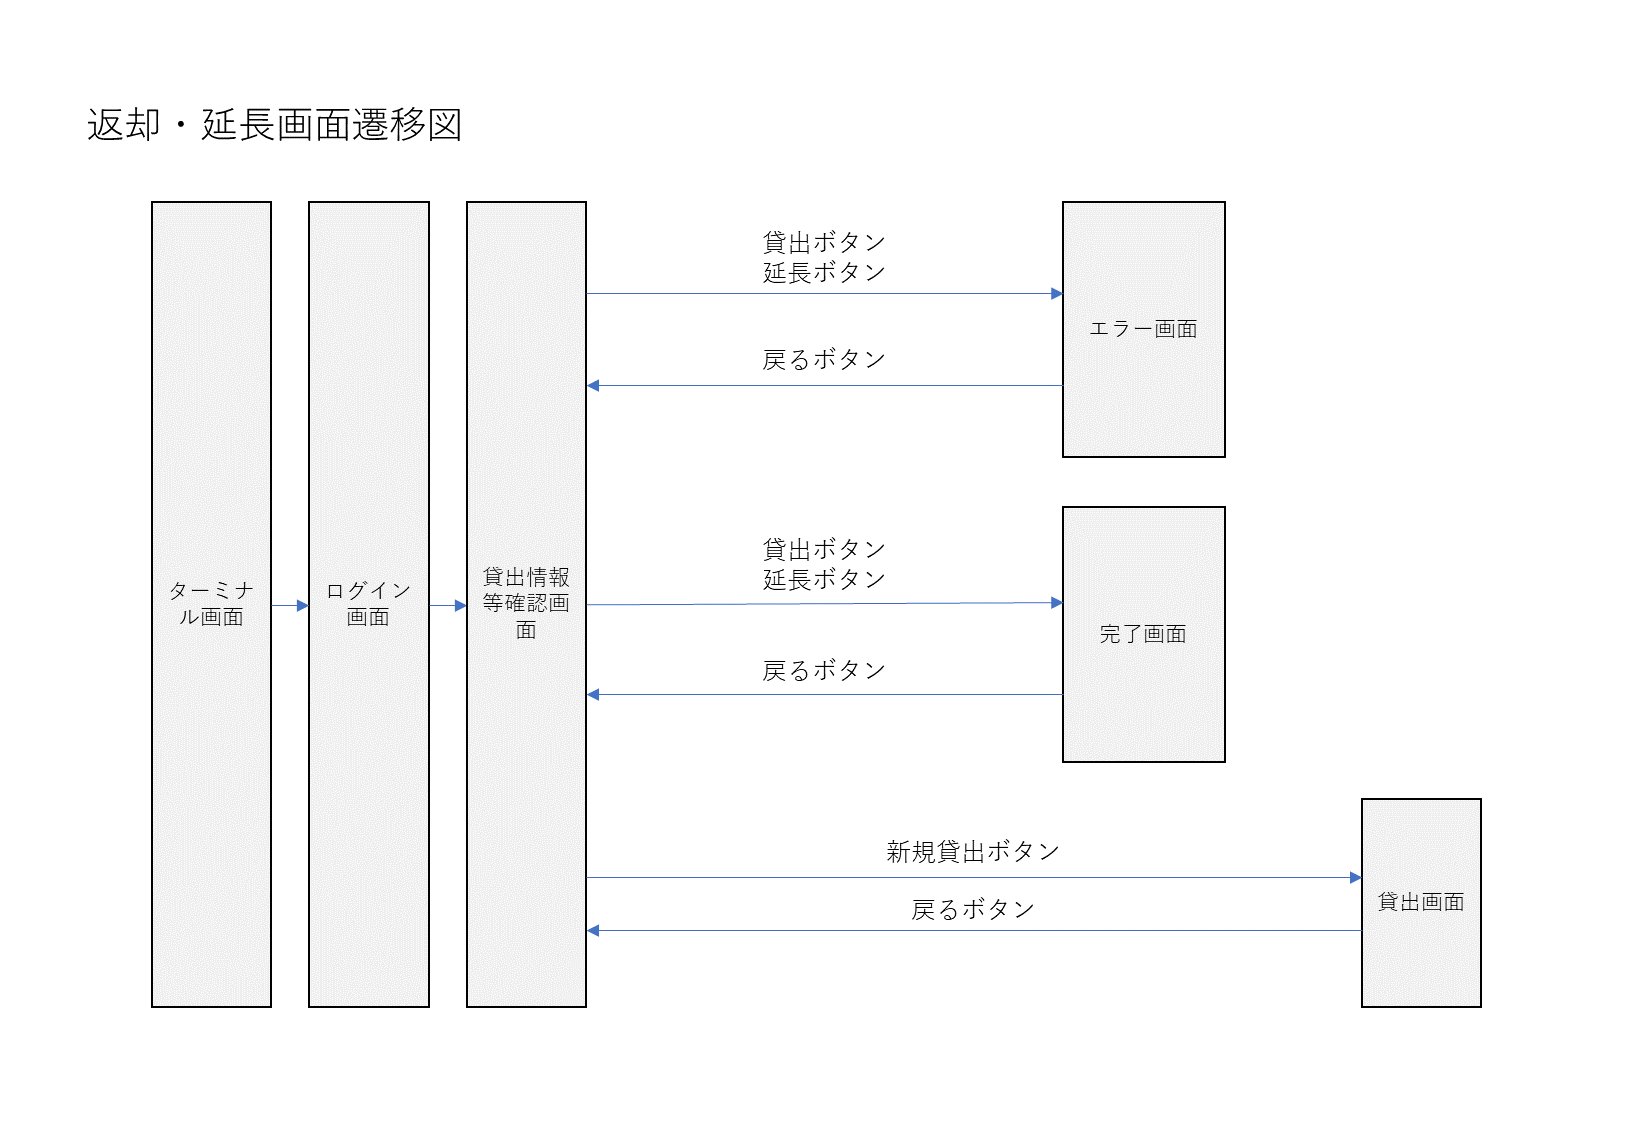 返却・延長画面遷移図
貸出ボタン
延長ボタン
エラー画面
戻るボタン
ターミナ
ル画面
ログイン
画面
貸出情報
等確認画
面
貸出ボタン
延長ボタン
完了画面
戻るボタン
新規貸出ボタン
貸出画面
戻るボタン